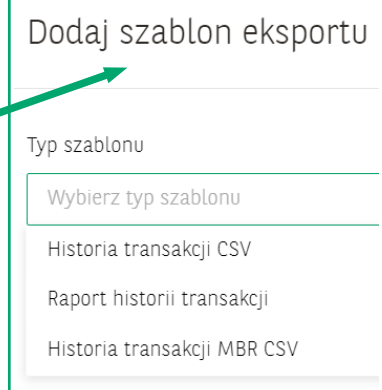 Dodaj szablon eksportu
Typ szablonu
Wybierz typ szablonu
Historia transakcji CSV
Raport historii transakcji
Historia transakcji MBR CSV